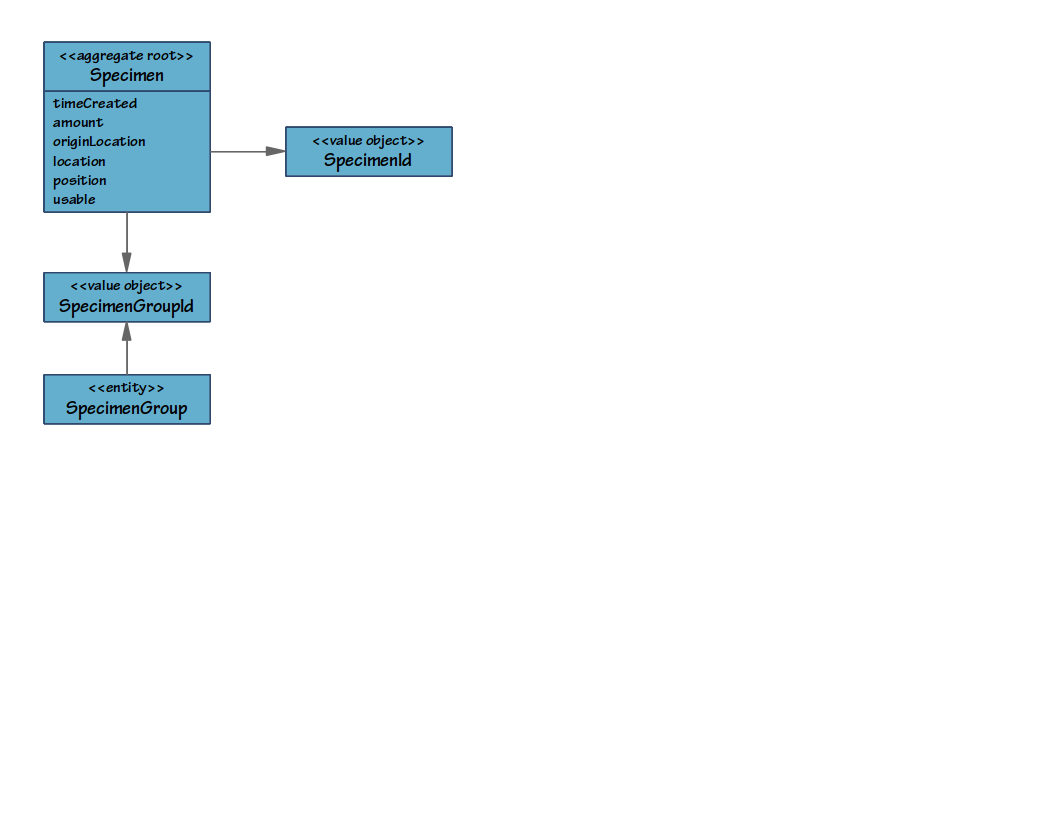 <<aggregate root>>
Specimen
timeCreated
amount
originLocation
location
position
usable
<<value object>>
SpecimenId
<<value object>>
SpecimenGroupId
<<entity>>
SpecimenGroup